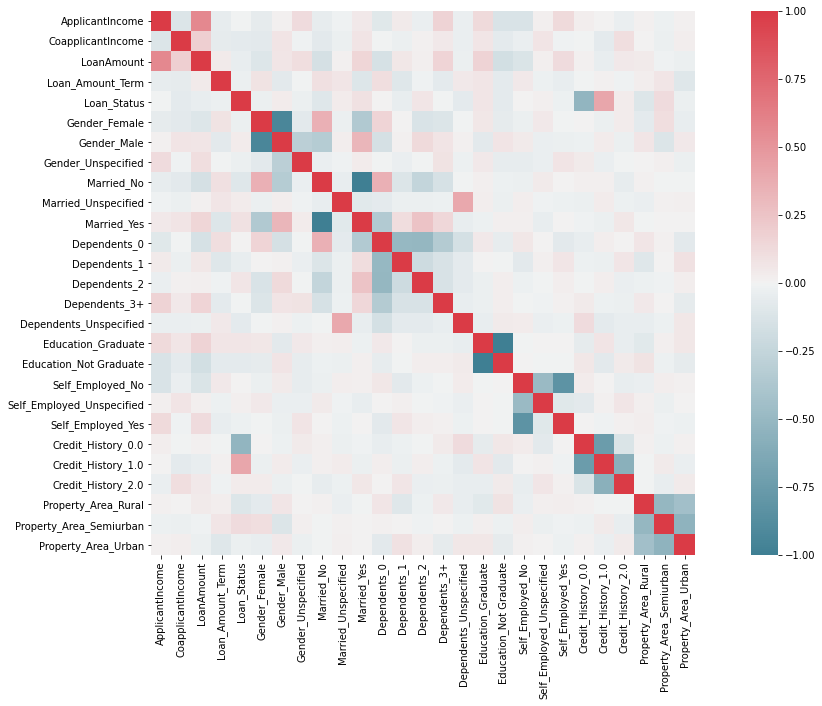 ApplicantIncome
CoapplicantIncome
LoanAmount
Loan_Amount_Term
Loan_Status
Gender_Female
Gender_Male
Gender_Unspecified
Married_No
Married_Unspecified
Married_Yes
Dependents_0
Dependents_1
Dependents_2
Dependents_3+
Dependents_Unspecified
Education_Graduate
Education_Not Graduate
Self_Employed_No
Self_Employed_Unspecified
Self_Employed_Yes
Credit_History_0.0
Credit_History_1.0
Credit_History_2.0
Property_Area_Rural
Property_Area_Semiurban
Property_Area_Urban
ApplicantIncome
CoapplicantIncome
LoanAmount
Loan_Amount_Term
Loan_Status
Gender_Female
Gender_Male
Gender_Unspecified
Married_No
Married_Unspecified
Married_Yes
Dependents_0
Dependents_1
Dependents_2
Dependents_3+
Dependents_Unspecified
Education_Graduate
Education_Not Graduate
Self_Employed_No
Self_Employed_Unspecified
Self_Employed_Yes
Credit_History_0.0
Credit_History_1.0
Credit_History_2.0
Property_Area_Rural
Property_Area_Semiurban
Property_Area_Urban
1.00
0.75
0.50
0.25
0.00
−0.25
−0.50
−0.75
−1.00